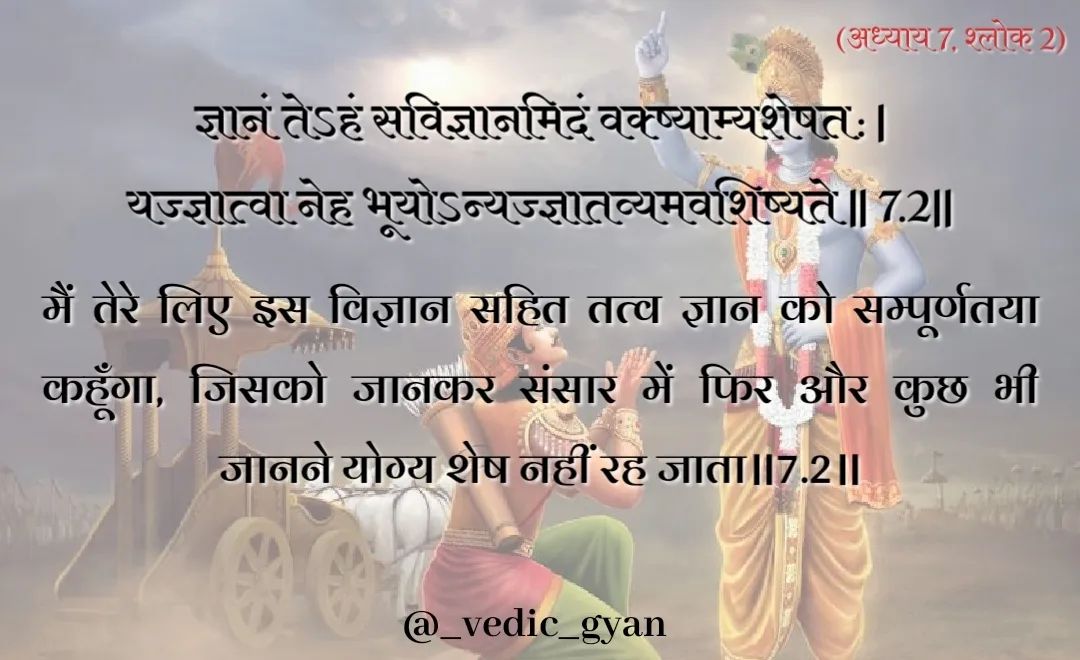 (अध्याय 7, श्लोक 2)
ज्ञानं तेऽहं सविज्ञानमिदं वक्ष्याम्यशेषतः।
यज्ज्ञात्वा नेह भूयोऽन्यज्ज्ञातव्यमवशिष्यते॥ 7.2॥
मैं तेरे लिए इस विज्ञान सहित तत्व ज्ञान को सम्पूर्णतया
कहूँगा, जिसको जानकर संसार में फिर और कुछ भी
जानने योग्य शेष नहीं रह जाता॥7.2॥
@_vedic_gyan